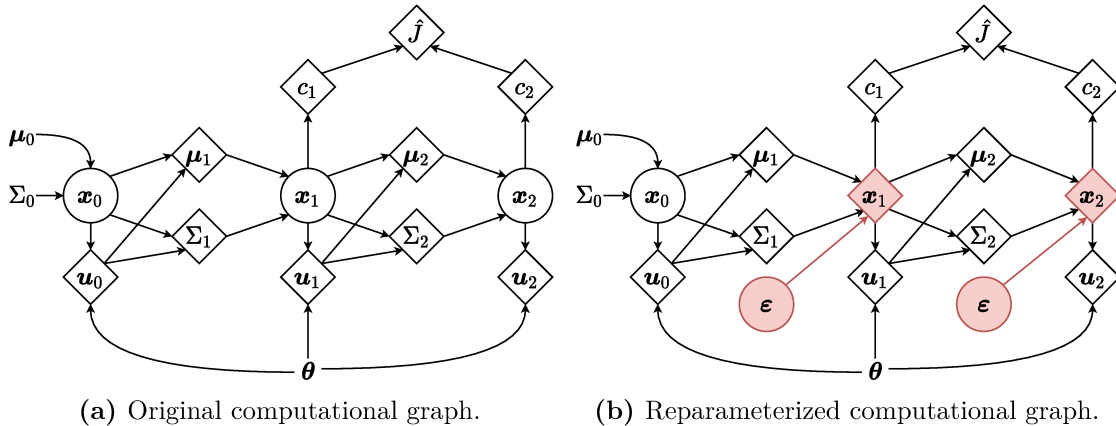 Ĵ Ĵ
c₁ c₂ c₁ c₂
μ₀ μ₁ μ₂ μ₀ μ₁ μ₂
Σ₀ x₀ x₁ x₂ Σ₀ x₀ x₁ x₂
Σ₁ Σ₂ Σ₁ Σ₂
u₀ u₁ u₂ u₀ u₁ u₂
ε ε
θ θ
(a) Original computational graph. (b) Reparameterized computational graph.